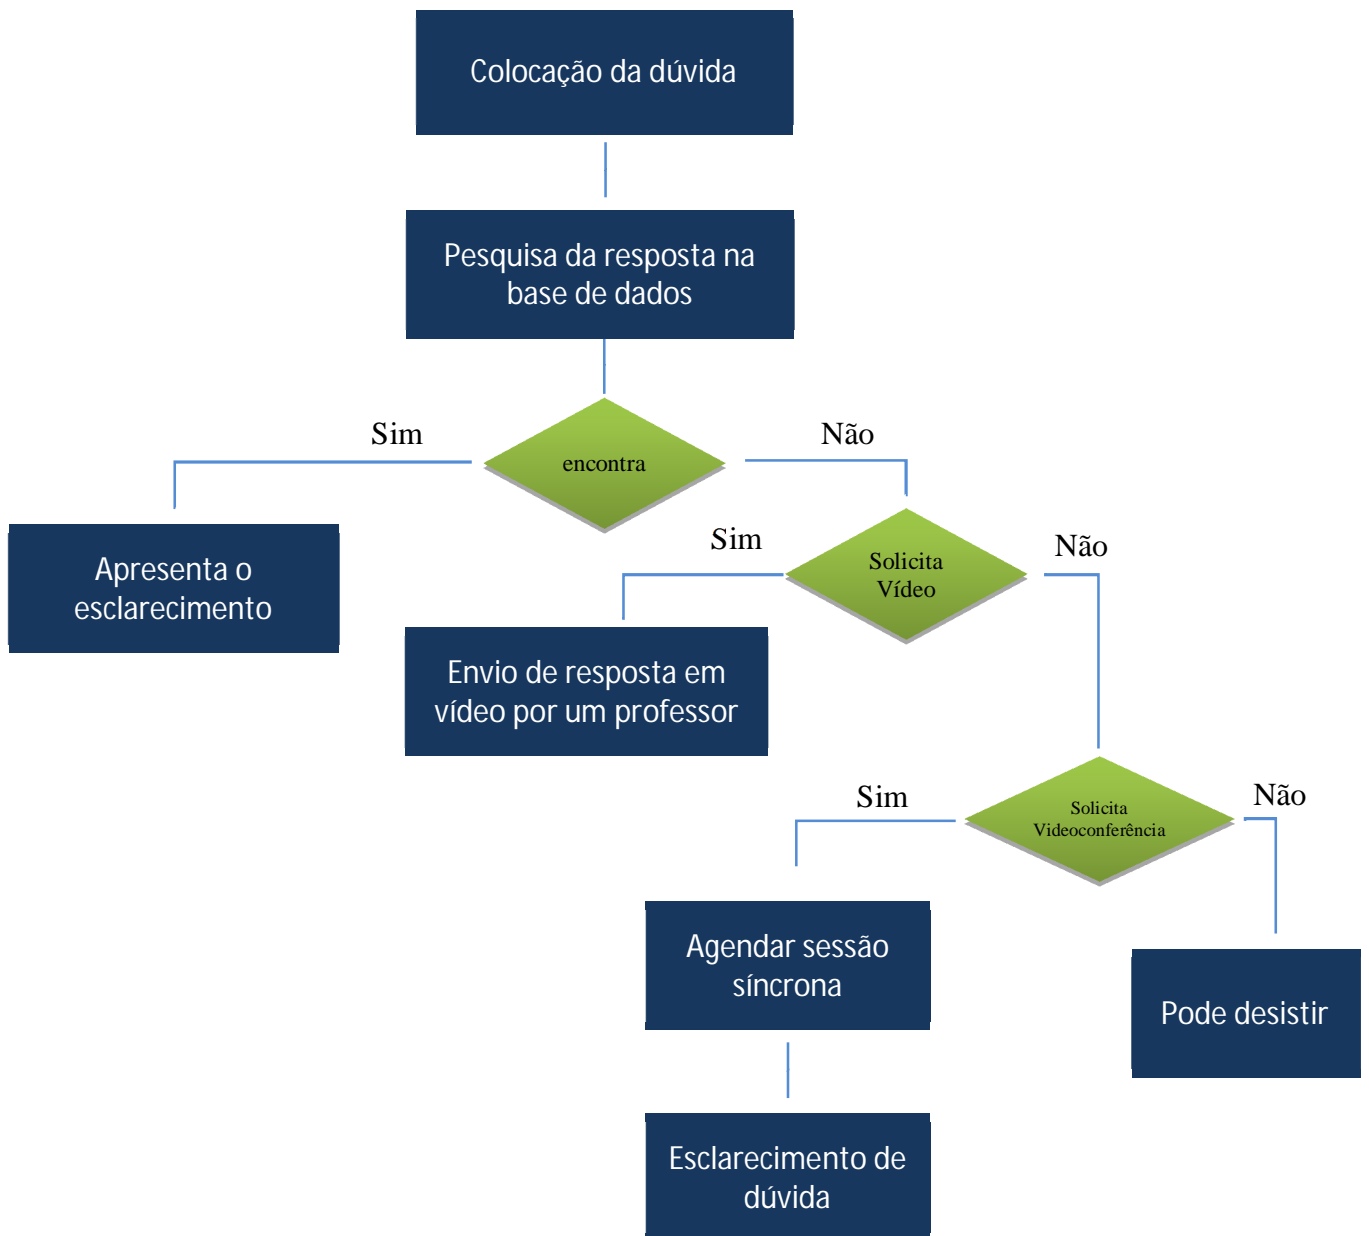 Colocação da dúvida
Pesquisa da resposta na
base de dados
Sim
Não
encontra
Apresenta o
esclarecimento
Sim
Não
Solicita
Vídeo
Envio de resposta em
vídeo por um professor
Sim
Não
Solicita
Videoconferência
Agendar sessão
síncrona
Pode desistir
Esclarecimento de
dúvida